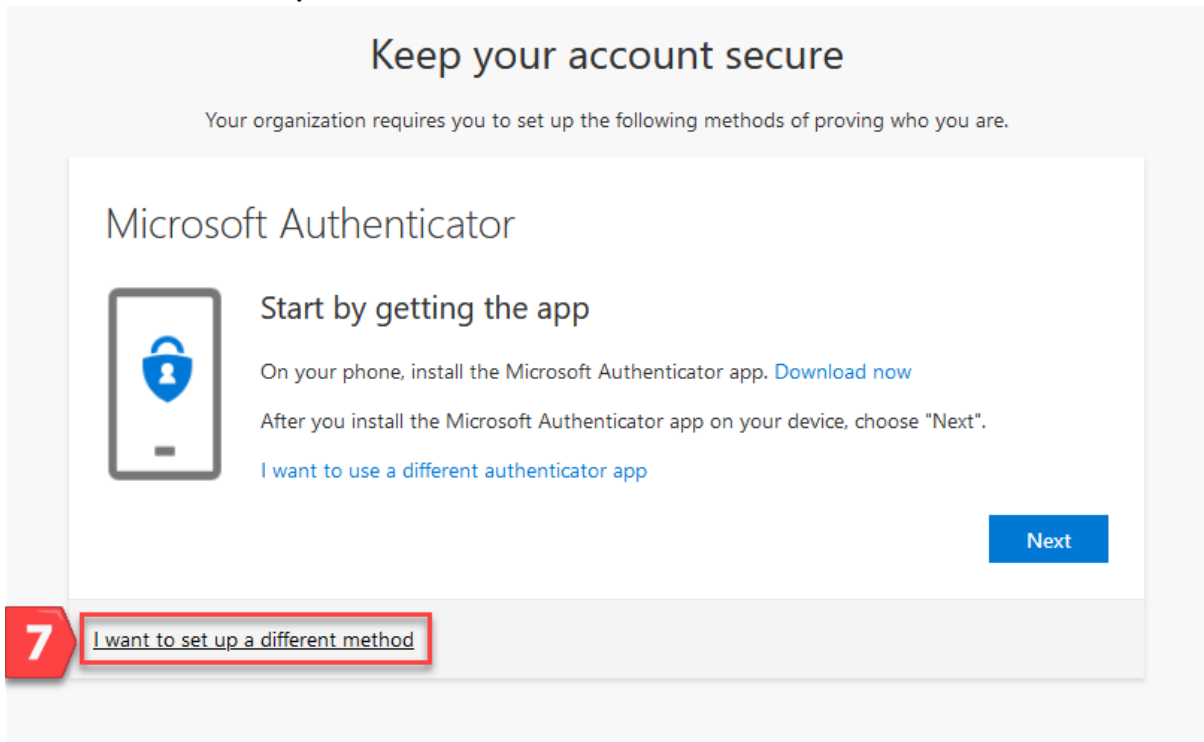 Keep your account secure
Your organization requires you to set up the following methods of proving who you are.
Microsoft Authenticator
Start by getting the app
On your phone, install the Microsoft Authenticator app. Download now
After you install the Microsoft Authenticator app on your device, choose "Next".
I want to use a different authenticator app
Next
7
I want to set up a different method